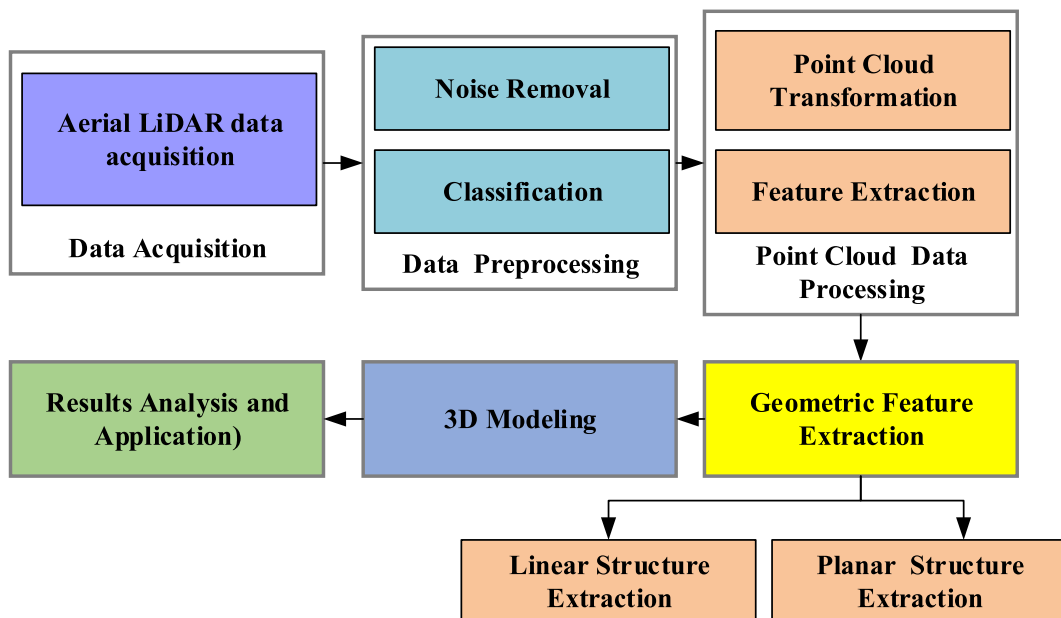 Aerial LiDAR data
acquisition
Data Acquisition
Noise Removal
Classification
Data Preprocessing
Point Cloud
Transformation
Feature Extraction
Point Cloud Data
Processing
Results Analysis and
Application)
3D Modeling
Geometric Feature
Extraction
Linear Structure
Extraction
Planar Structure
Extraction